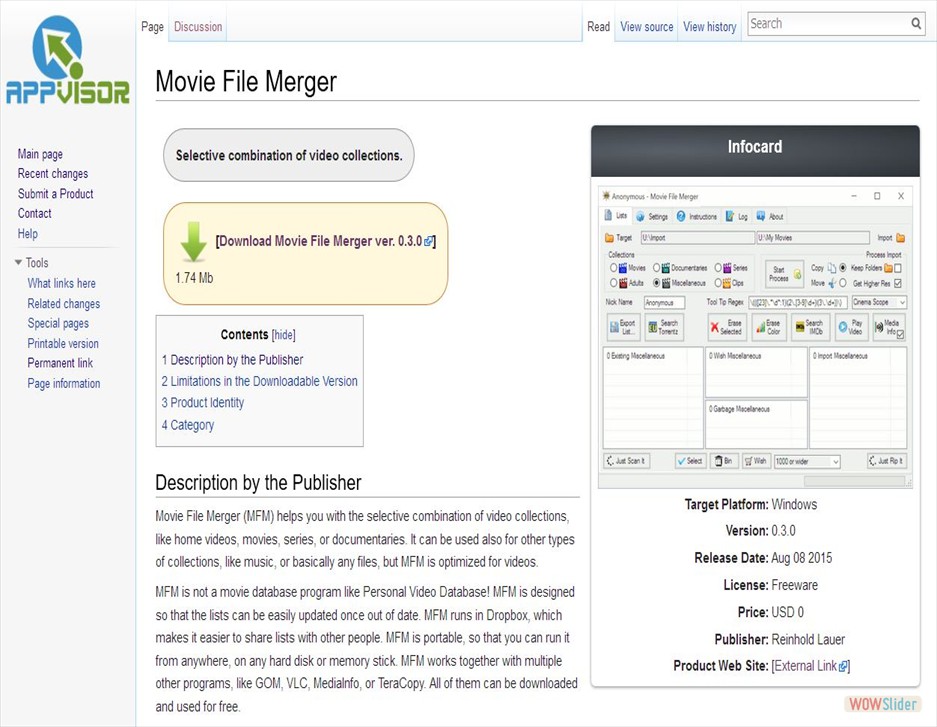 APPVISOR
Main page
Recent changes
Submit a Product
Contact
Help
Tools
What links here
Related changes
Special pages
Printable version
Permanent link
Page information
Page Discussion
Read View source View history Search
Movie File Merger
Selective combination of video collections.
[Download Movie File Merger ver. 0.3.0]
1.74 Mb
Contents [hide]
1 Description by the Publisher
2 Limitations in the Downloadable Version
3 Product Identity
4 Category
Description by the Publisher
Movie File Merger (MFM) helps you with the selective combination of video collections,
like home videos, movies, series, or documentaries. It can be used also for other types
of collections, like music, or basically any files, but MFM is optimized for videos.
MFM is not a movie database program like Personal Video Database! MFM is designed
so that the lists can be easily updated once out of date. MFM runs in Dropbox, which
makes it easier to share lists with other people. MFM is portable, so that you can run it
from anywhere, on any hard disk or memory stick. MFM works together with multiple
other programs, like GOM, VLC, MediaInfo, or TeraCopy. All of them can be downloaded
and used for free.
Infocard
Anonymous - Movie File Merger
Lists Settings Instructions Log About
Target U:\Import U:\My Movies Import
Collections Process Import
Movies Documentaries Series Start Process Copy Keep Folders
Adults Miscellaneous Clips Move Get Higher Res
Nick Name Anonymous Tool Tip Regex Cinema Scope
Export List... Search Torrentz Erase Selected Erase Color Search IMDb Play Video Media Info
0 Existing Miscellaneous 0 Wish Miscellaneous 0 Import Miscellaneous
0 Garbage Miscellaneous
Just Scan It Select Bin Wish 1000 or wider Just Rip It
Target Platform: Windows
Version: 0.3.0
Release Date: Aug 08 2015
License: Freeware
Price: USD 0
Publisher: Reinhold Lauer
Product Web Site: [External Link]
WOWSlider